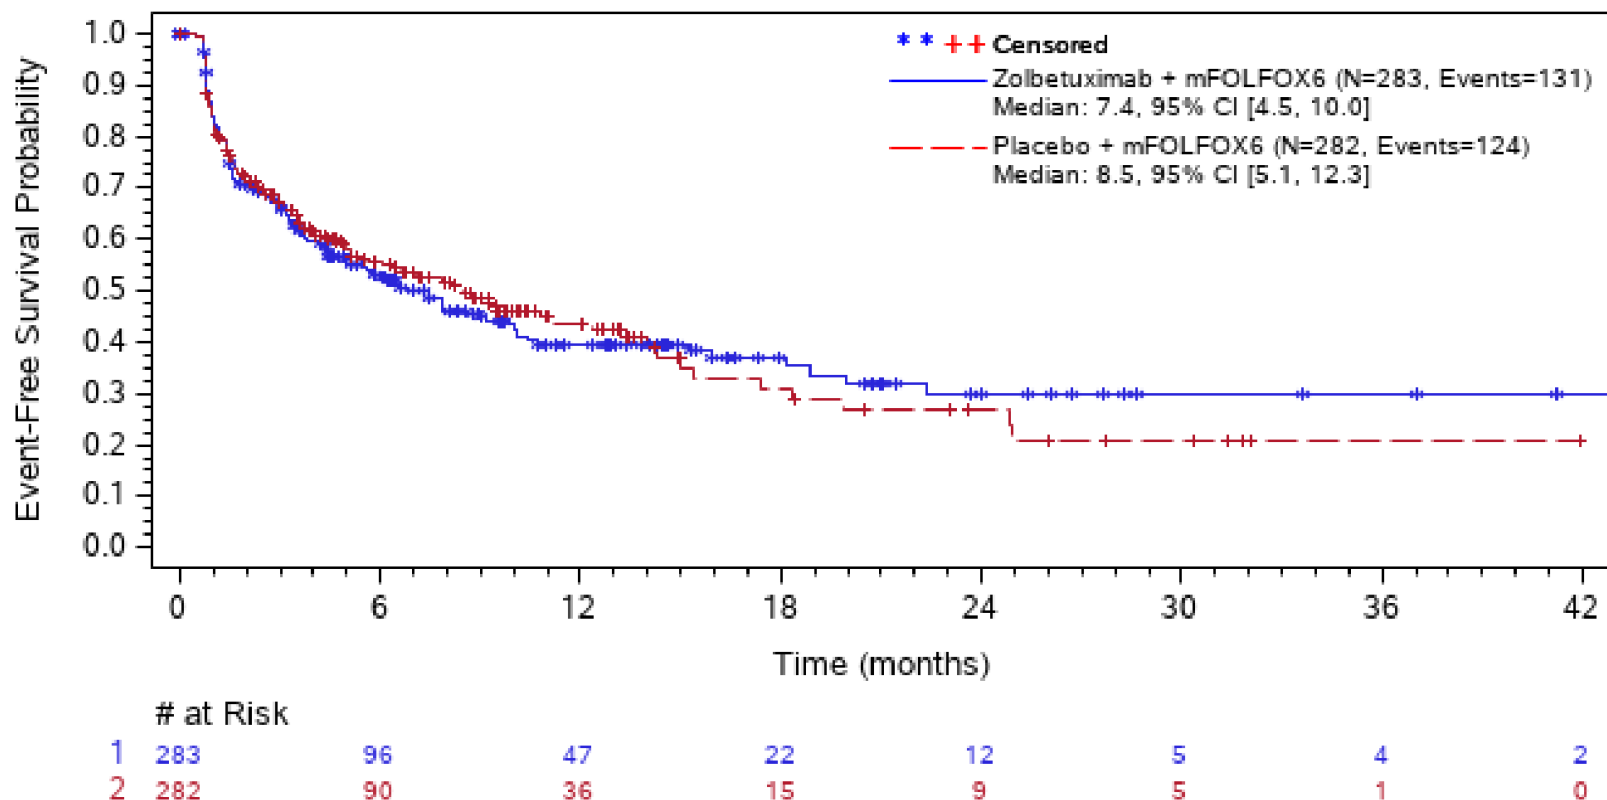 Event-Free Survival Probability
1.0
0.9
0.8
0.7
0.6
0.5
0.4
0.3
0.2
0.1
0.0
Censored
Zolbetuximab + mFOLFOX6 (N=283, Events=131)
Median: 7.4, 95% CI [4.5, 10.0]
Placebo + mFOLFOX6 (N=282, Events=124)
Median: 8.5, 95% CI [5.1, 12.3]
0 6 12 18 24 30 36 42
Time (months)
# at Risk
1 283 96 47 22 12 5 4 2
2 282 90 36 15 9 5 1 0